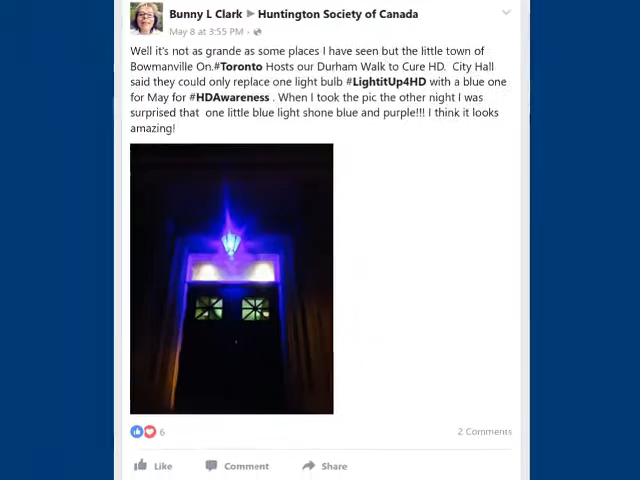 Bunny L Clark ▶ Huntington Society of Canada
May 8 at 3:55 PM ·
Well it's not as grande as some places I have seen but the little town of
Bowmanville On.#Toronto Hosts our Durham Walk to Cure HD. City Hall
said they could only replace one light bulb #LightitUp4HD with a blue one
for May for #HDAwareness . When I took the pic the other night I was
surprised that one little blue light shone blue and purple!!! I think it looks
amazing!
6
2 Comments
Like Comment Share